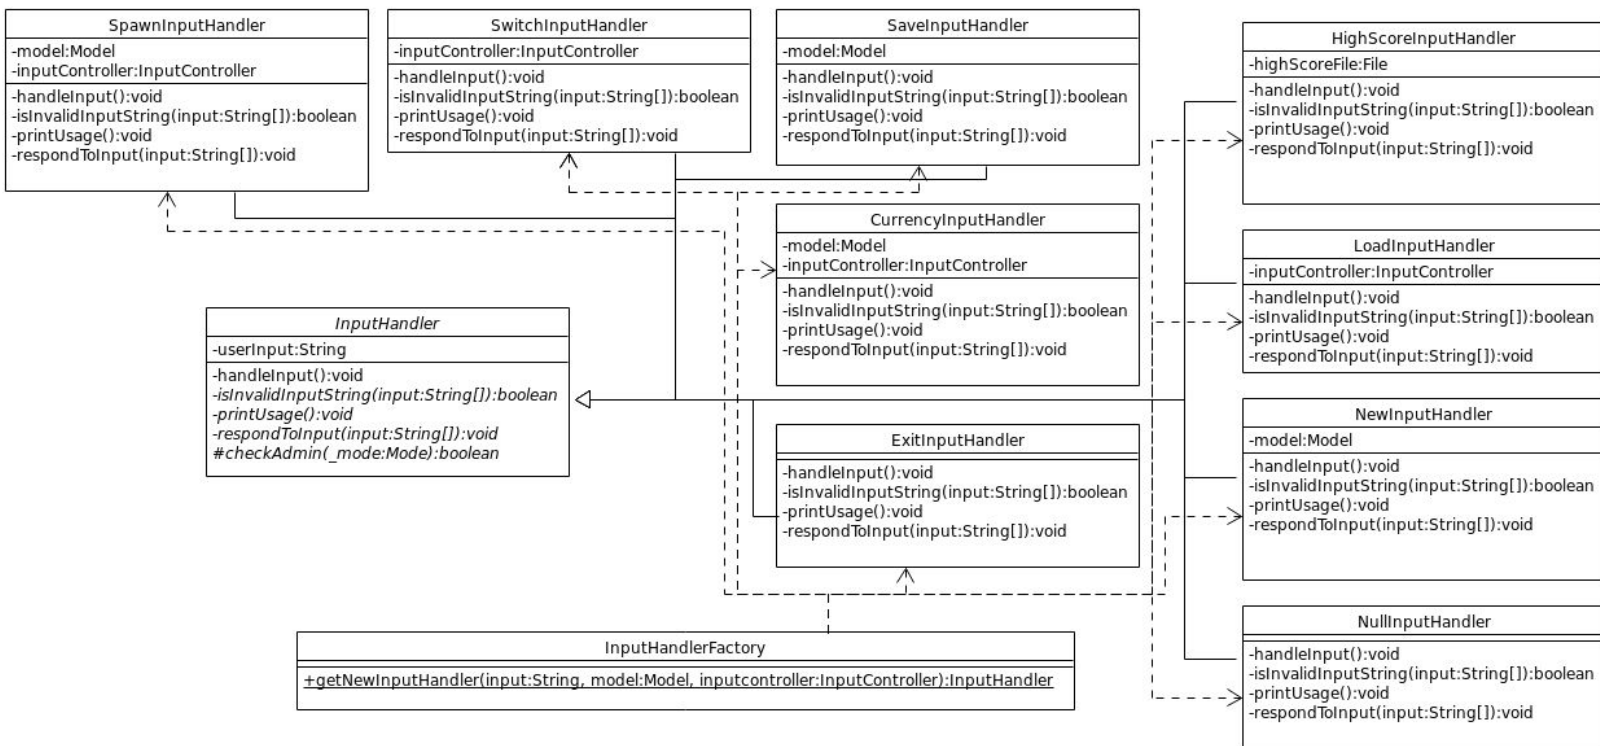 SpawnInputHandler
-model:Model
-inputController:InputController
-handleInput():void
-isInvalidInputString(input:String[]):boolean
-printUsage():void
-respondToInput(input:String[]):void
SwitchInputHandler
-inputController:InputController
-handleInput():void
-isInvalidInputString(input:String[]):boolean
-printUsage():void
-respondToInput(input:String[]):void
SaveInputHandler
-model:Model
-handleInput():void
-isInvalidInputString(input:String[]):boolean
-printUsage():void
-respondToInput(input:String[]):void
HighScoreInputHandler
-highScoreFile:File
-handleInput():void
-isInvalidInputString(input:String[]):boolean
-printUsage():void
-respondToInput(input:String[]):void
CurrencyInputHandler
-model:Model
-inputController:InputController
-handleInput():void
-isInvalidInputString(input:String[]):boolean
-printUsage():void
-respondToInput(input:String[]):void
LoadInputHandler
-inputController:InputController
-handleInput():void
-isInvalidInputString(input:String[]):boolean
-printUsage():void
-respondToInput(input:String[]):void
InputHandler
-userInput:String
-handleInput():void
-isInvalidInputString(input:String[]):boolean
-printUsage():void
-respondToInput(input:String[]):void
#checkAdmin(_mode:Mode):boolean
ExitInputHandler
-handleInput():void
-isInvalidInputString(input:String[]):boolean
-printUsage():void
-respondToInput(input:String[]):void
NewInputHandler
-model:Model
-handleInput():void
-isInvalidInputString(input:String[]):boolean
-printUsage():void
-respondToInput(input:String[]):void
InputHandlerFactory
+getNewInputHandler(input:String, model:Model, inputcontroller:InputController):InputHandler
NullInputHandler
-handleInput():void
-isInvalidInputString(input:String[]):boolean
-printUsage():void
-respondToInput(input:String[]):void